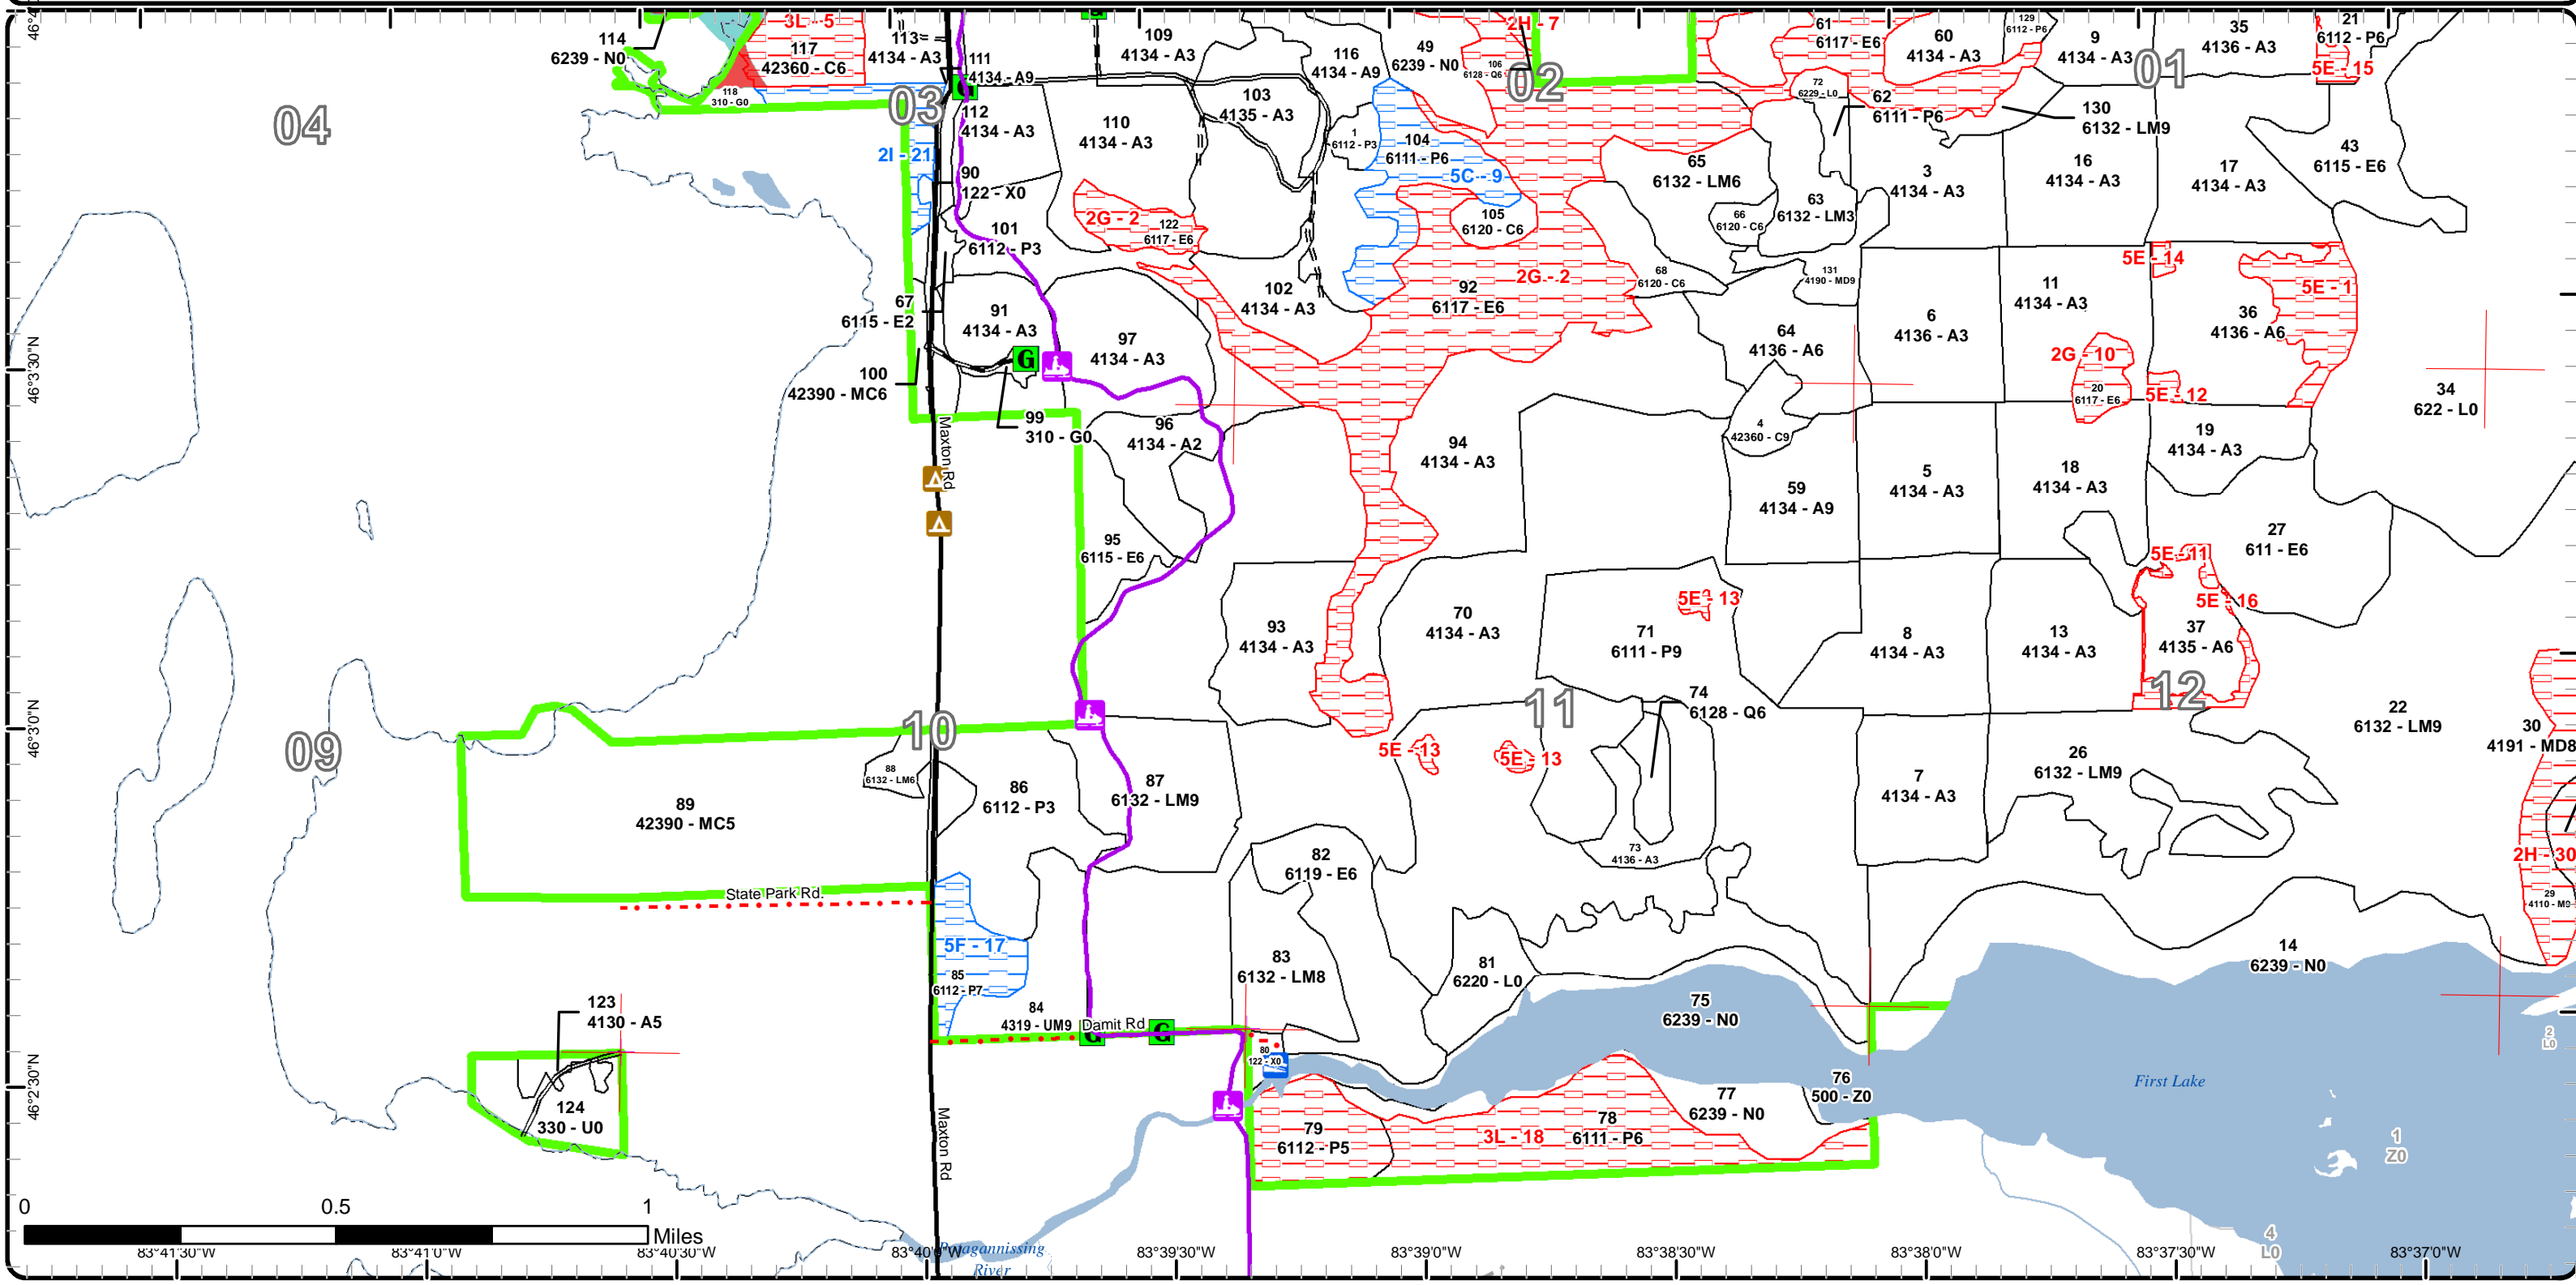 114
6239 - N0
3L - 5
117
42360 - C6
113
4134 - A3
111
4134 - A9
109
4134 - A3
116
4134 - A9
49
6239 - N0
2H - 7
106
6128 - Q6
02
61
6117 - E6
60
4134 - A3
129
6112 - P6
9
4134 - A3
01
35
4136 - A3
21
6112 - P6
5E - 15
118
310 - G0
04
03
G
112
4134 - A3
110
4134 - A3
103
4135 - A3
1
6112 - P3
104
6111 - P6
5C - 9
72
6229 - L0
62
6111 - P6
130
6132 - LM9
2I - 21
90
122 - X0
65
6132 - LM6
3
4134 - A3
16
4134 - A3
17
4134 - A3
43
6115 - E6
101
6112 - P3
2G - 2
122
6117 - E6
105
6120 - C6
66
6120 - C6
63
6132 - LM3
67
6115 - E2
91
4134 - A3
97
4134 - A3
102
4134 - A3
92
6117 - E6
2G - 2
68
6120 - C6
131
4190 - MD9
64
4136 - A6
6
4136 - A3
11
4134 - A3
5E - 14
5E - 1
36
4136 - A6
46°3'30"N
G
100
42390 - MC6
99
310 - G0
96
4134 - A2
94
4134 - A3
4
42360 - C9
2G - 10
20
6117 - E6
5E - 12
19
4134 - A3
34
622 - L0
Maxton Rd
95
6115 - E6
59
4134 - A9
5
4134 - A3
18
4134 - A3
27
611 - E6
5E - 11
5E - 16
93
4134 - A3
70
4134 - A3
5E - 13
71
6111 - P9
8
4134 - A3
13
4134 - A3
37
4135 - A6
12
46°3'0"N
09
10
11
74
6128 - Q6
22
6132 - LM9
30
4191 - MD8
5E - 13
5E - 13
88
6132 - LM6
86
6112 - P3
87
6132 - LM9
7
4134 - A3
26
6132 - LM9
89
42390 - MC5
82
6119 - E6
73
4136 - A3
2H - 30
29
4110 - M9
State Park Rd.
5F - 17
85
6112 - P7
83
6132 - LM8
81
6220 - L0
14
6239 - N0
123
4130 - A5
84
4319 - UM9
Damit Rd
G
G
75
6239 - N0
80
122 - X0
2
L0
46°2'30"N
124
330 - U0
76
500 - Z0
77
6239 - N0
First Lake
Maxton Rd
79
6112 - P5
3L - 18
78
6111 - P6
1
Z0
0 0.5 1
Miles
4
L0
83°41'30"W 83°41'0"W 83°40'30"W 83°40'0"W 83°39'30"W 83°39'0"W 83°38'30"W 83°38'0"W 83°37'30"W 83°37'0"W
River